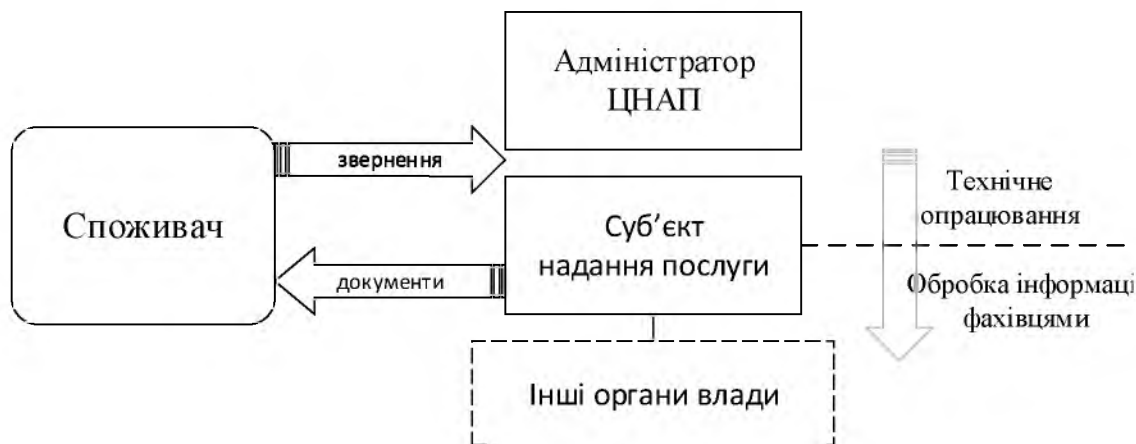 Адміністратор
ЦНАП
звернення
Споживач
Суб’єкт
надання послуги
документи
Інші органи влади
Технічне
опрацювання
Обробка інформаці
фахівцями